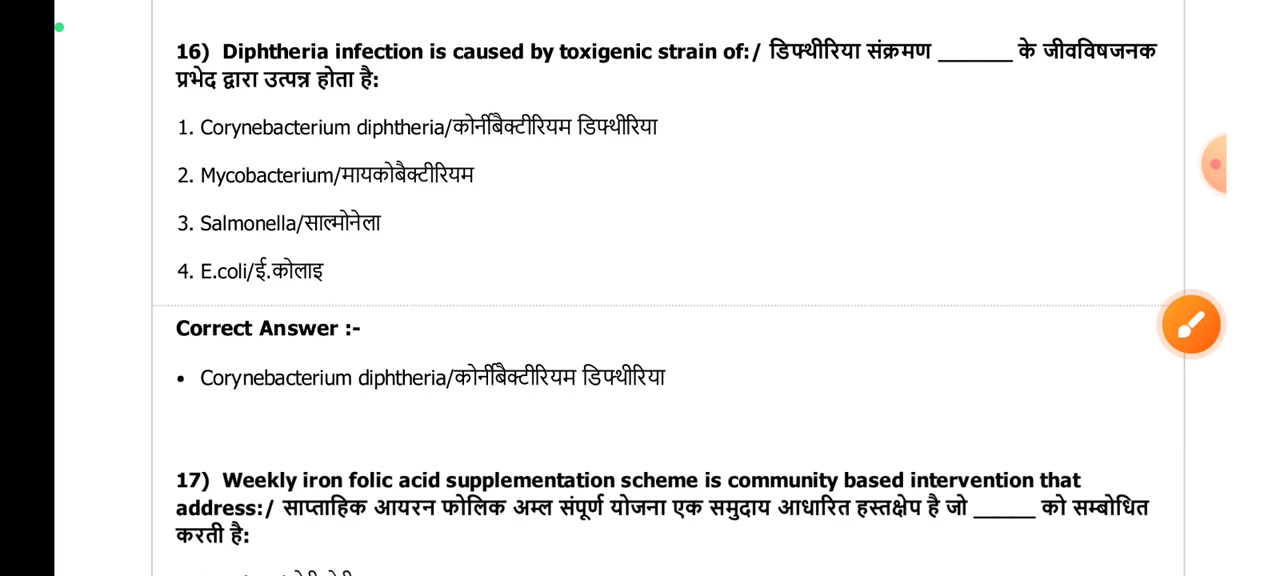 16) Diphtheria infection is caused by toxigenic strain of:/ डिफ्थीरिया संक्रमण ______ के जीवविषजनक
प्रभेद द्वारा उत्पन्न होता है:
1. Corynebacterium diphtheria/कोर्नीबैक्टीरियम डिफ्थीरिया
2. Mycobacterium/मायकोबैक्टीरियम
3. Salmonella/साल्मोनेला
4. E.coli/ई.कोलाइ
Correct Answer :-
• Corynebacterium diphtheria/कोर्नीबैक्टीरियम डिफ्थीरिया
17) Weekly iron folic acid supplementation scheme is community based intervention that
address:/ साप्ताहिक आयरन फोलिक अम्ल संपूर्ण योजना एक समुदाय आधारित हस्तक्षेप है जो _____ को सम्बोधित
करती है: